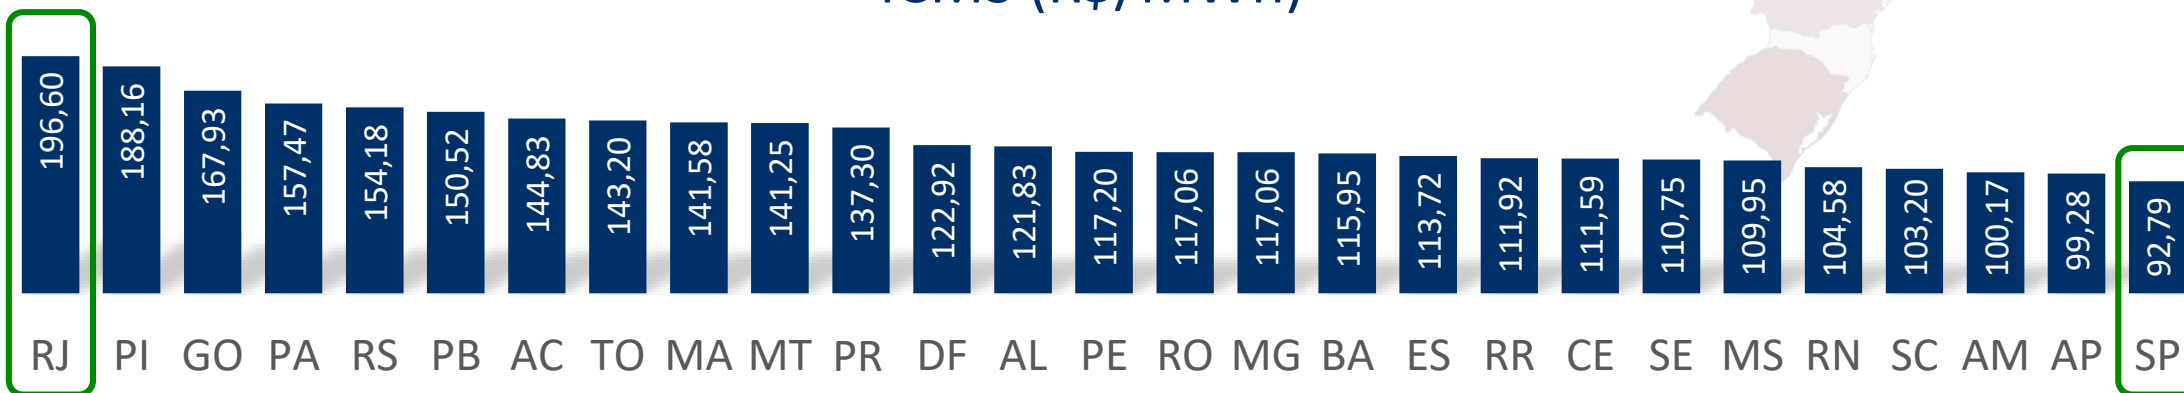 ICMS (R$/MWh)
196,60 188,16 167,93 157,47 154,18 150,52 144,83 143,20 141,58 141,25 137,30 122,92 121,83 117,20 117,06 117,06 115,95 113,72 111,92 111,59 110,75 109,95 104,58 103,20 100,17 99,28 92,79
RJ PI GO PA RS PB AC TO MA MT PR DF AL PE RO MG BA ES RR CE SE MS RN SC AM AP SP